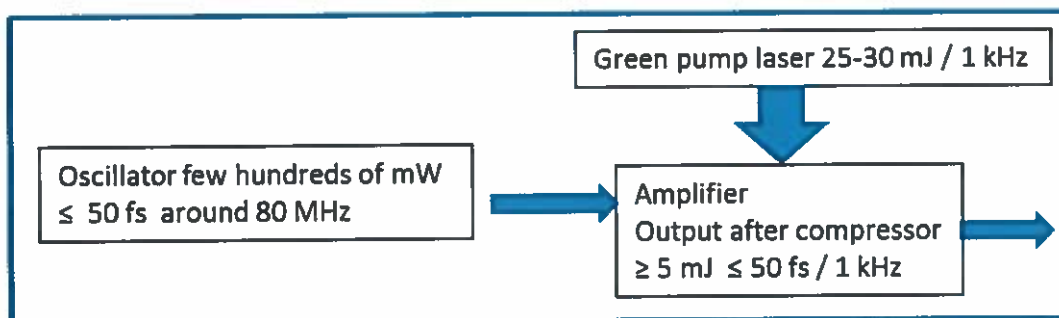 Green pump laser 25-30 mJ / 1 kHz
Oscillator few hundreds of mW
≤ 50 fs around 80 MHz
Amplifier
Output after compressor
≥ 5 mJ ≤ 50 fs / 1 kHz